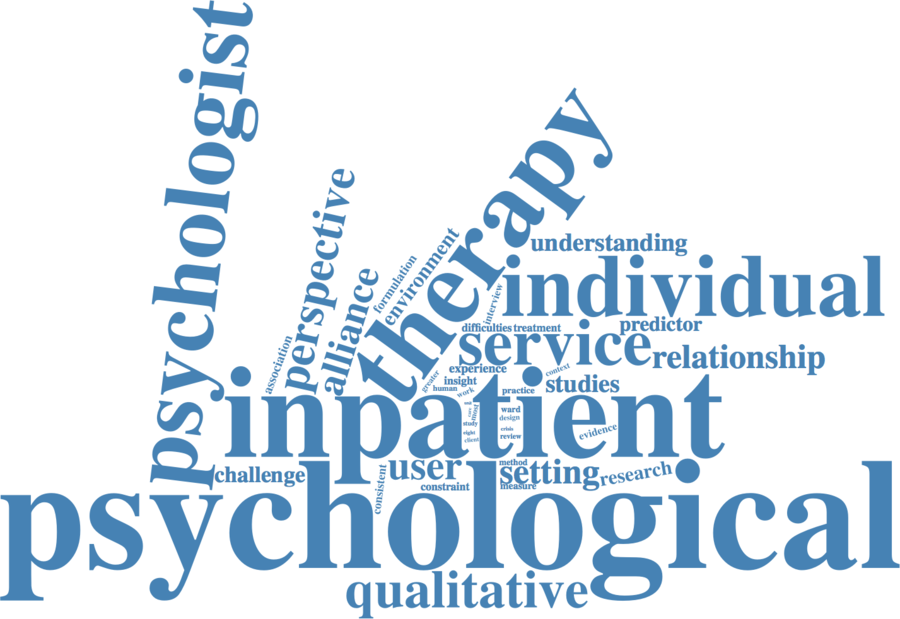 psychologist
therapy
perspective
understanding
formulation
environment
individual
alliance
interview
predictor
difficulties
treatment
service
relationship
association
experience
context
greater
insight
studies
human
work
practice
inpatient
most
ward
design
study
evidence
right
crisis
client
review
user
method
setting
research
challenge
consistent
constraint
measure
psychological
qualitative